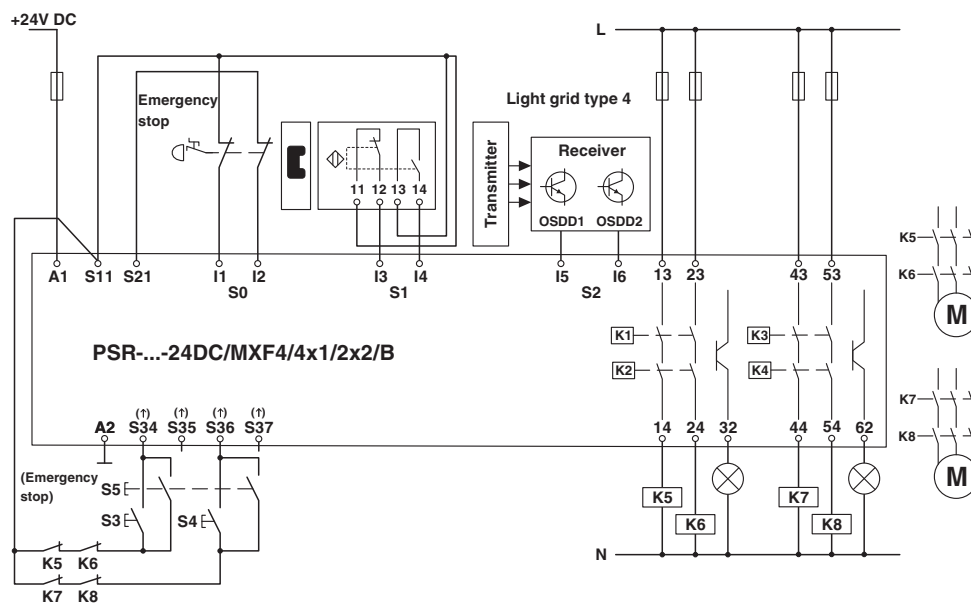 +24V DC
L
Emergency
stop
Light grid type 4
Transmitter
Receiver
11 12 13 14
OSDD1 OSDD2
K5
K6
M
A1 S11 S21 I1 I2 I3 I4 I5 I6 13 23 43 53
S0 S1 S2
K1 K3
PSR-...-24DC/MXF4/4x1/2x2/B
K2 K4
K7
K8
M
(↑) (↑) (↑) (↑)
A2 S34 S35 S36 S37 14 24 32 44 54 62
(Emergency
stop)
S5
S3 S4
K5 K7
K6 K8
K5 K6
N
K7 K8